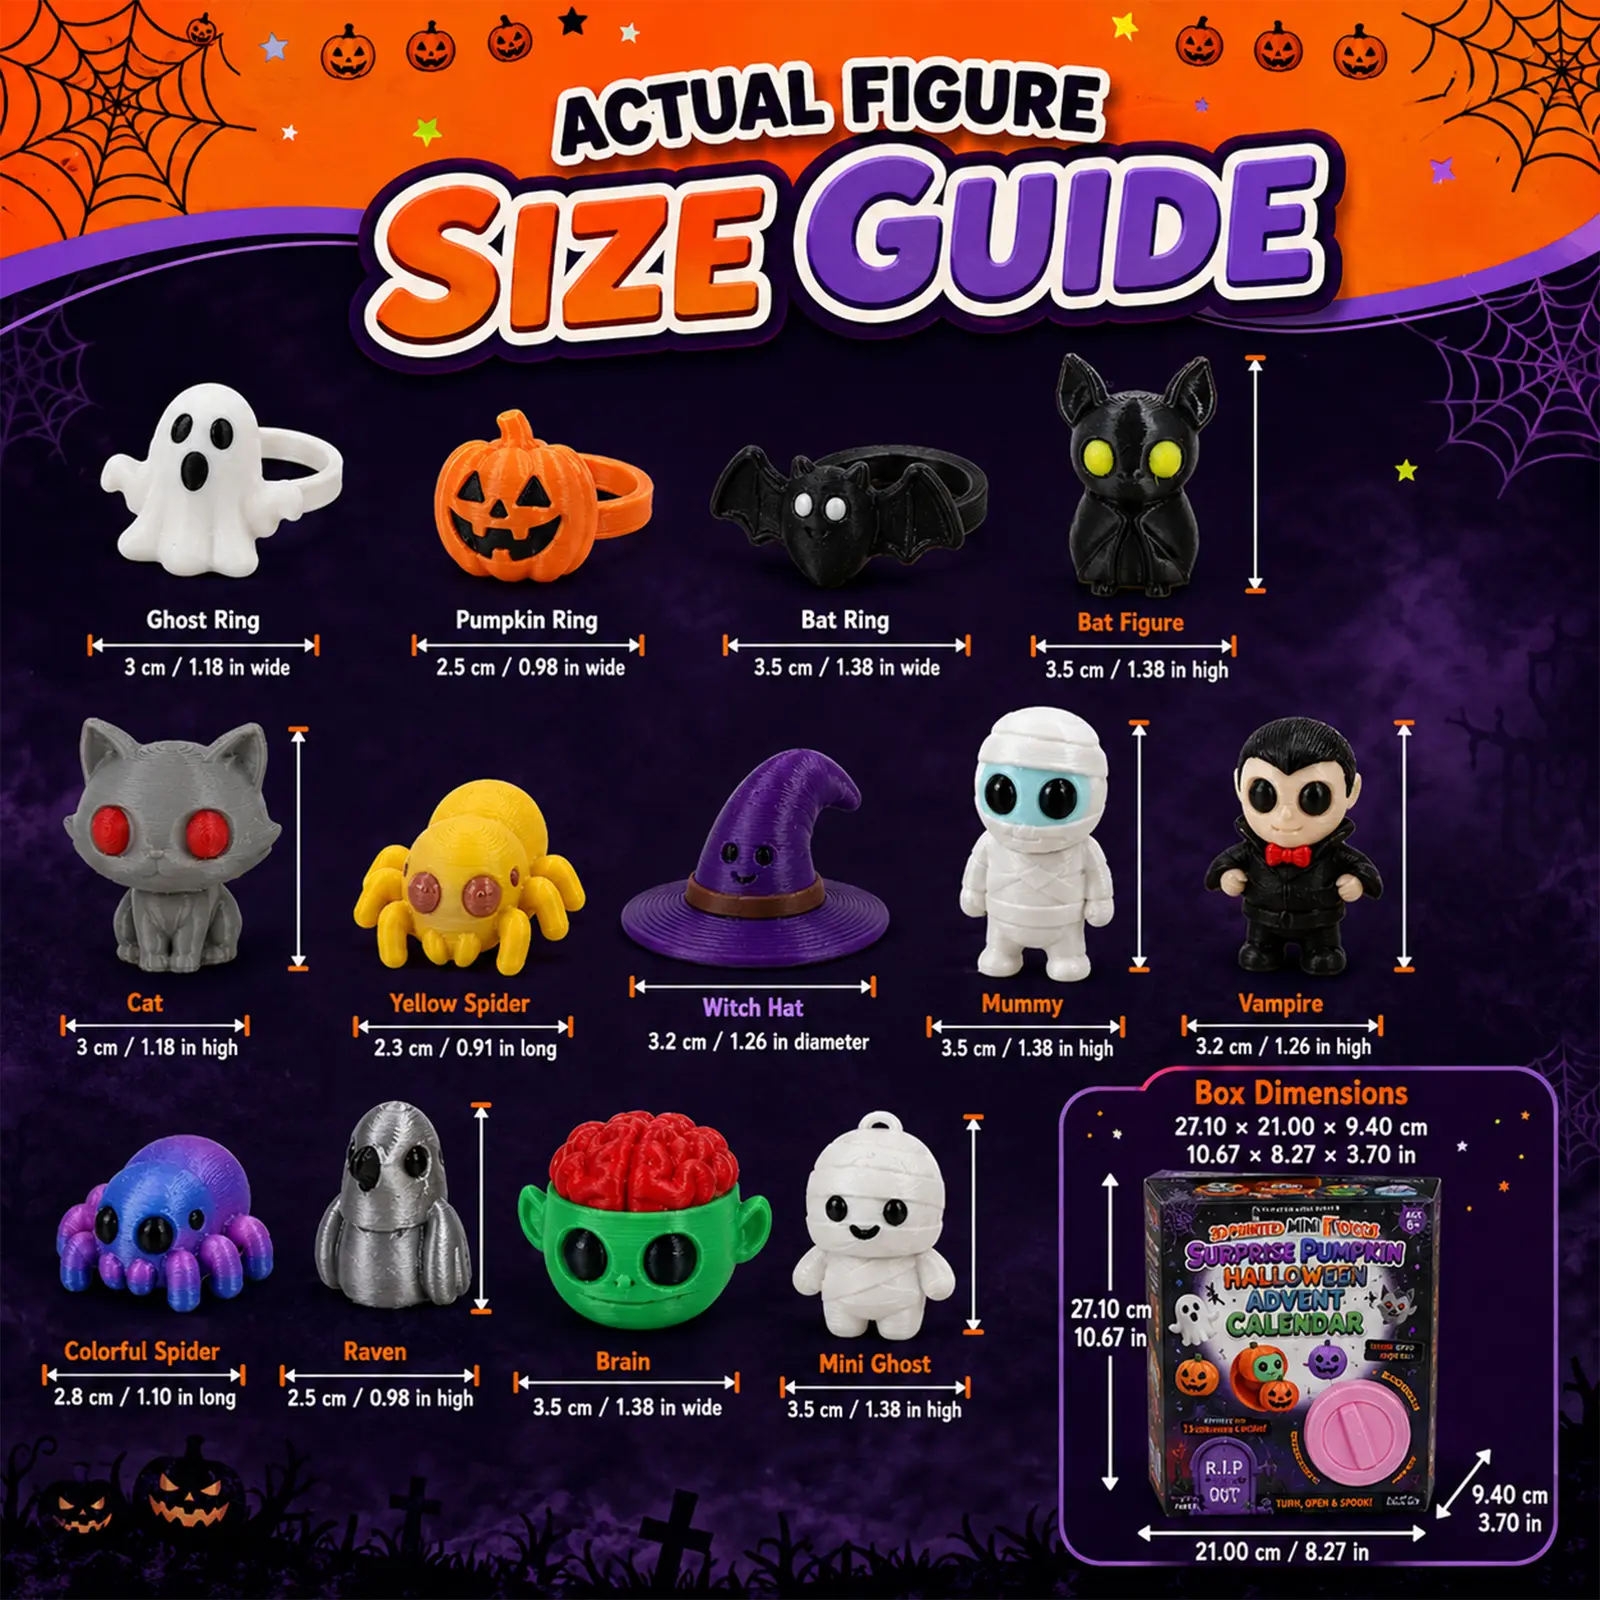 ACTUAL FIGURE
SIZE GUIDE
Ghost Ring
3 cm / 1.18 in wide
Pumpkin Ring
2.5 cm / 0.98 in wide
Bat Ring
3.5 cm / 1.38 in wide
Bat Figure
3.5 cm / 1.38 in high
Cat
3 cm / 1.18 in high
Yellow Spider
2.3 cm / 0.91 in long
Witch Hat
3.2 cm / 1.26 in diameter
Mummy
3.5 cm / 1.38 in high
Vampire
3.2 cm / 1.26 in high
Colorful Spider
2.8 cm / 1.10 in long
Raven
2.5 cm / 0.98 in high
Brain
3.5 cm / 1.38 in wide
Mini Ghost
3.5 cm / 1.38 in high
Box Dimensions
27.10 × 21.00 × 9.40 cm
10.67 × 8.27 × 3.70 in
AGE
6+
3D PRINTED MINI
SURPRISE PUMPKIN
HALLOWEEN
ADVENT
CALENDAR
R.I.P
OUT
TURN, OPEN & SPOOK!
27.10 cm
10.67 in
9.40 cm
3.70 in
21.00 cm / 8.27 in